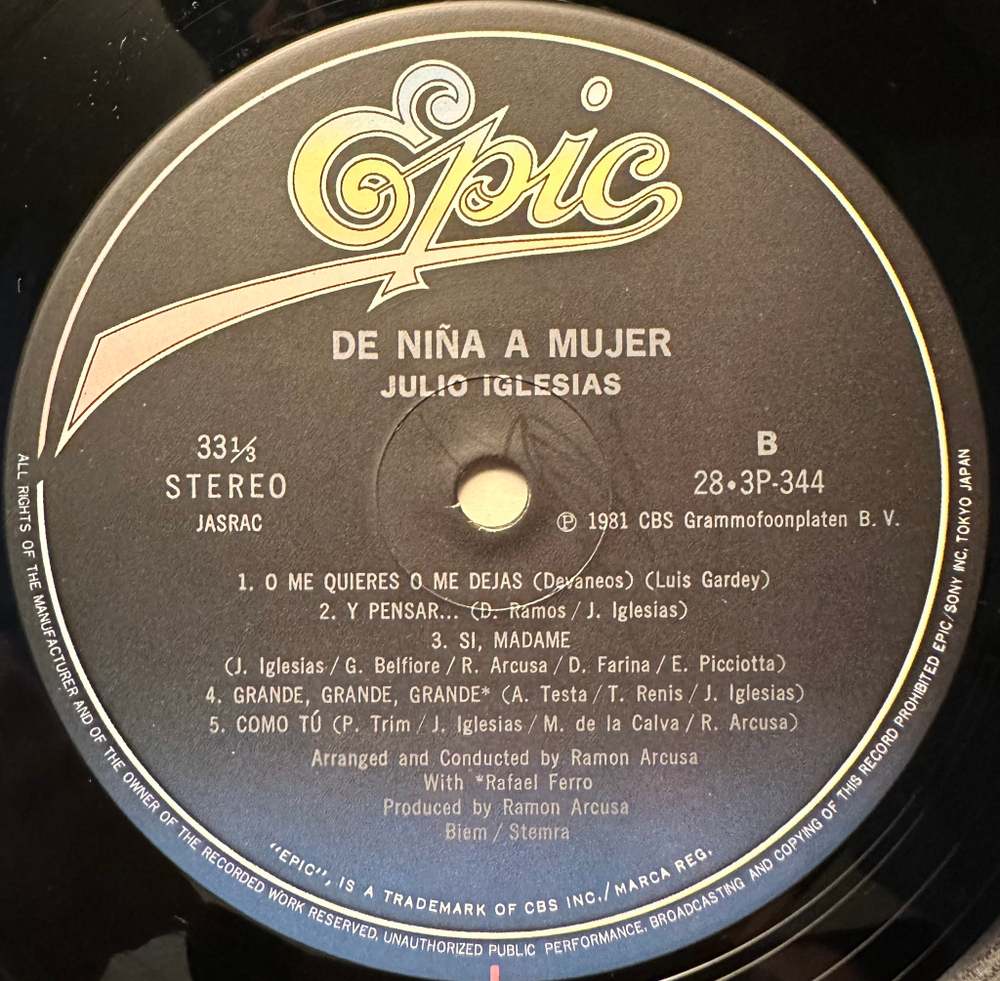 Epic
DE NIÑA A MUJER
JULIO IGLESIAS
33⅓
STEREO
JASRAC
B
28•3P-344
Ⓟ 1981 CBS Grammofoonplaten B. V.
1. O ME QUIERES O ME DEJAS (Devaneos) (Luis Gardey)
2. Y PENSAR... (D. Ramos / J. Iglesias)
3. SI, MADAME
(J. Iglesias / G. Belfiore / R. Arcusa / D. Farina / E. Picciotta)
4. GRANDE, GRANDE, GRANDE* (A. Testa / T. Renis / J. Iglesias)
5. COMO TÚ (P. Trim / J. Iglesias / M. de la Calva / R. Arcusa)
Arranged and Conducted by Ramon Arcusa
With *Rafael Ferro
Produced by Ramon Arcusa
Biem / Stemra
"EPIC", IS A TRADEMARK OF CBS INC./MARCA REG.
ALL RIGHTS OF THE MANUFACTURER AND OF THE OWNER OF THE RECORDED WORK RESERVED. UNAUTHORIZED PUBLIC PERFORMANCE, BROADCASTING AND COPYING OF THIS RECORD PROHIBITED EPIC/SONY INC, TOKYO JAPAN